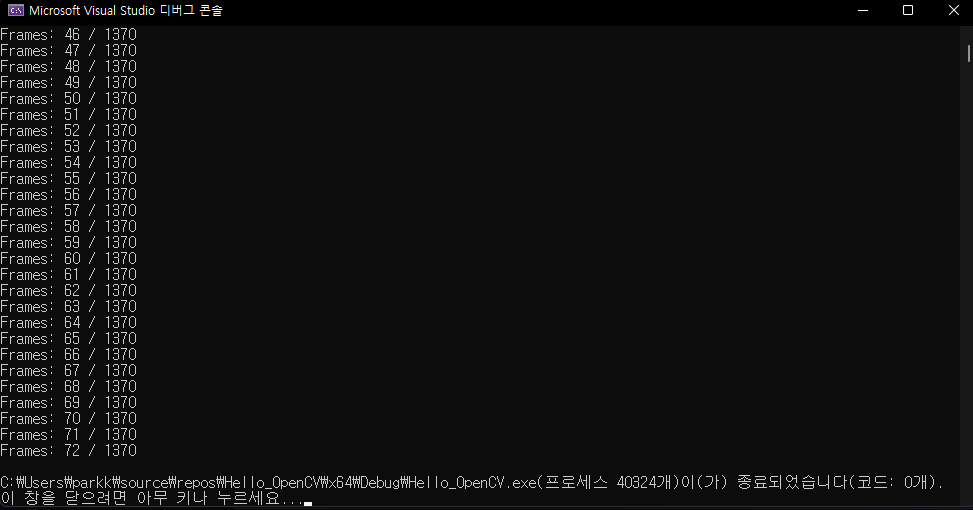 Microsoft Visual Studio 디버그 콘솔
Frames: 46 / 1370
Frames: 47 / 1370
Frames: 48 / 1370
Frames: 49 / 1370
Frames: 50 / 1370
Frames: 51 / 1370
Frames: 52 / 1370
Frames: 53 / 1370
Frames: 54 / 1370
Frames: 55 / 1370
Frames: 56 / 1370
Frames: 57 / 1370
Frames: 58 / 1370
Frames: 59 / 1370
Frames: 60 / 1370
Frames: 61 / 1370
Frames: 62 / 1370
Frames: 63 / 1370
Frames: 64 / 1370
Frames: 65 / 1370
Frames: 66 / 1370
Frames: 67 / 1370
Frames: 68 / 1370
Frames: 69 / 1370
Frames: 70 / 1370
Frames: 71 / 1370
Frames: 72 / 1370
C:₩Users₩parkk₩source₩repos₩Hello_OpenCV₩x64₩Debug₩Hello_OpenCV.exe(프로세스 40324개)이(가) 종료되었습니다(코드: 0개).
이 창을 닫으려면 아무 키나 누르세요...